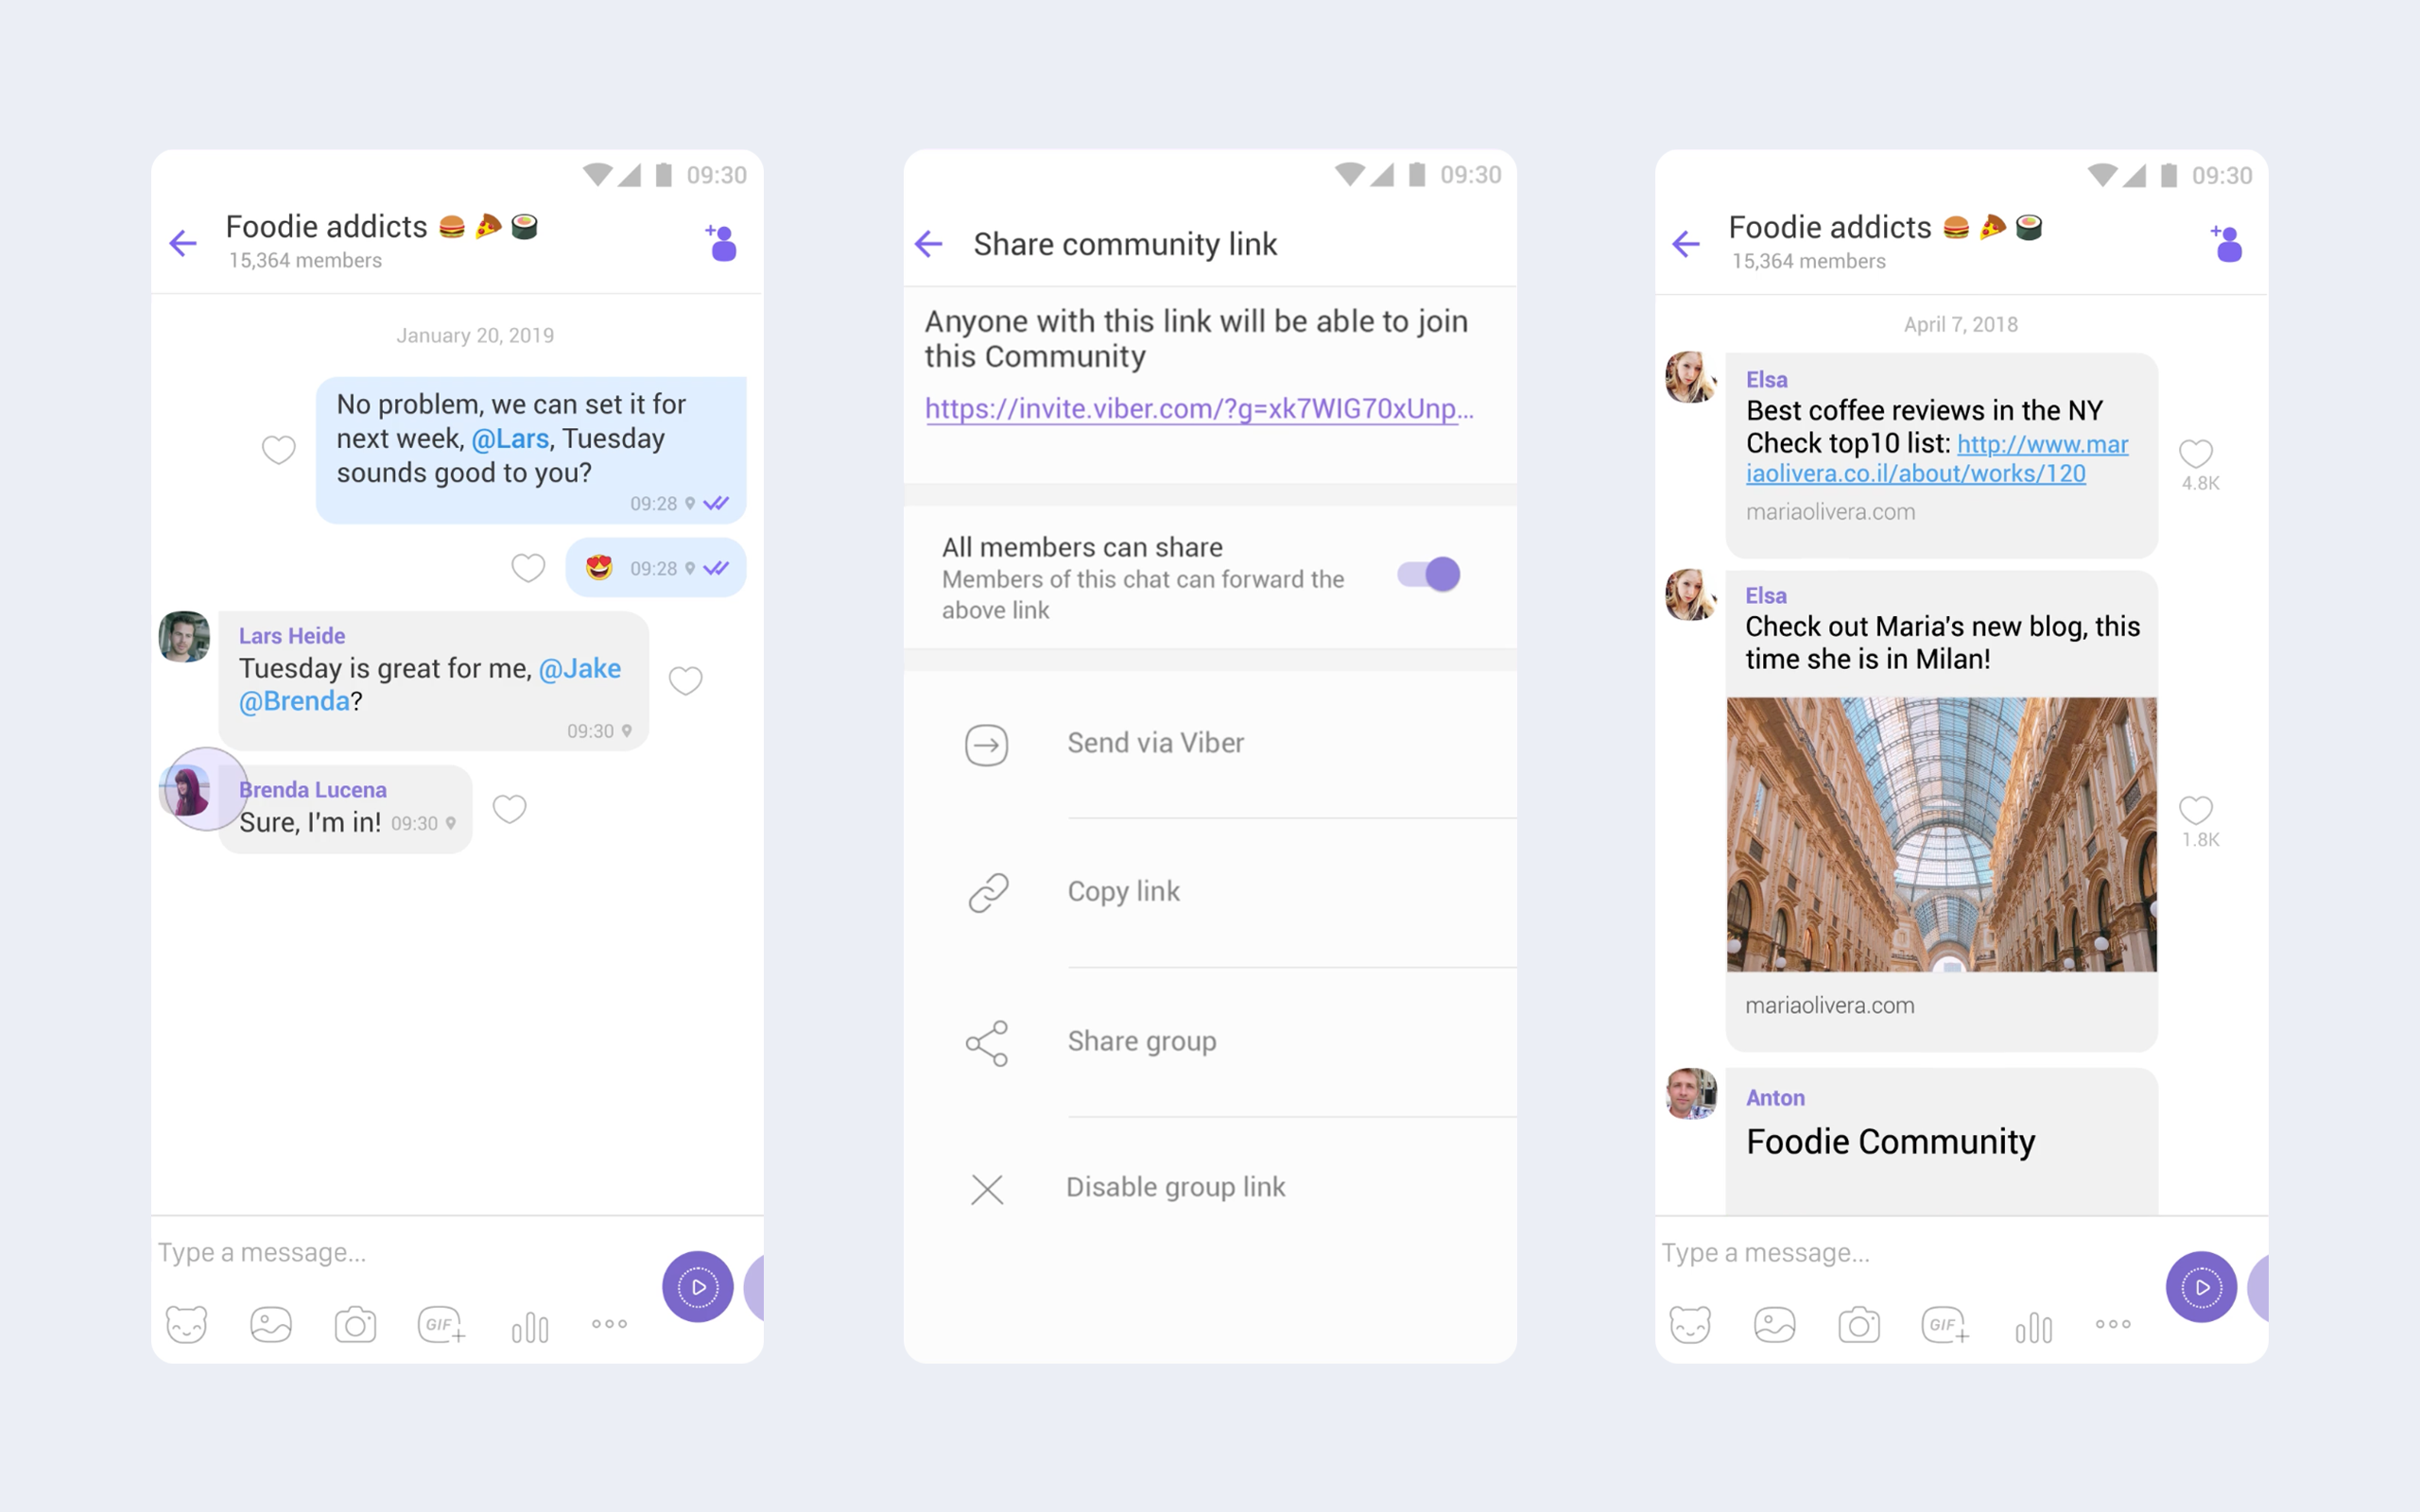 09:30
Foodie addicts 🍔 🍕 🍣
15,364 members
January 20, 2019
No problem, we can set it for
next week, @Lars, Tuesday
sounds good to you?
09:28
😍 09:28
Lars Heide
Tuesday is great for me, @Jake
@Brenda?
09:30
Brenda Lucena
Sure, I'm in! 09:30
Type a message...
GIF
09:30
Share community link
Anyone with this link will be able to join
this Community
https://invite.viber.com/?g=xk7WIG70xUnp...
All members can share
Members of this chat can forward the
above link
Send via Viber
Copy link
Share group
Disable group link
09:30
Foodie addicts 🍔 🍕 🍣
15,364 members
April 7, 2018
Elsa
Best coffee reviews in the NY
Check top10 list: http://www.mar
iaolivera.co.il/about/works/120
4.8K
mariaolivera.com
Elsa
Check out Maria's new blog, this
time she is in Milan!
1.8K
mariaolivera.com
Anton
Foodie Community
Type a message...
GIF